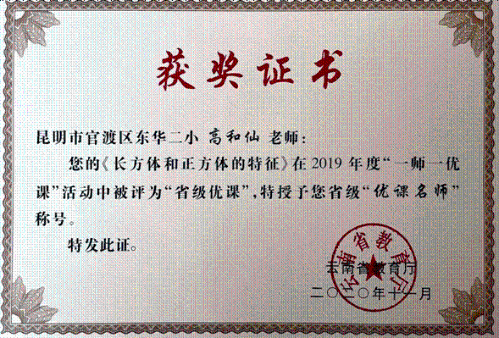 获奖证书
昆明市官渡区东华二小 高和仙 老师：
您的《长方体和正方体的特征》在 2019 年度“一师一优
课”活动中被评为“省级优课”，特授予您省级“优课名师”
称号。
特发此证。
云南省教育厅
云南省教育厅
二〇二〇年十一月